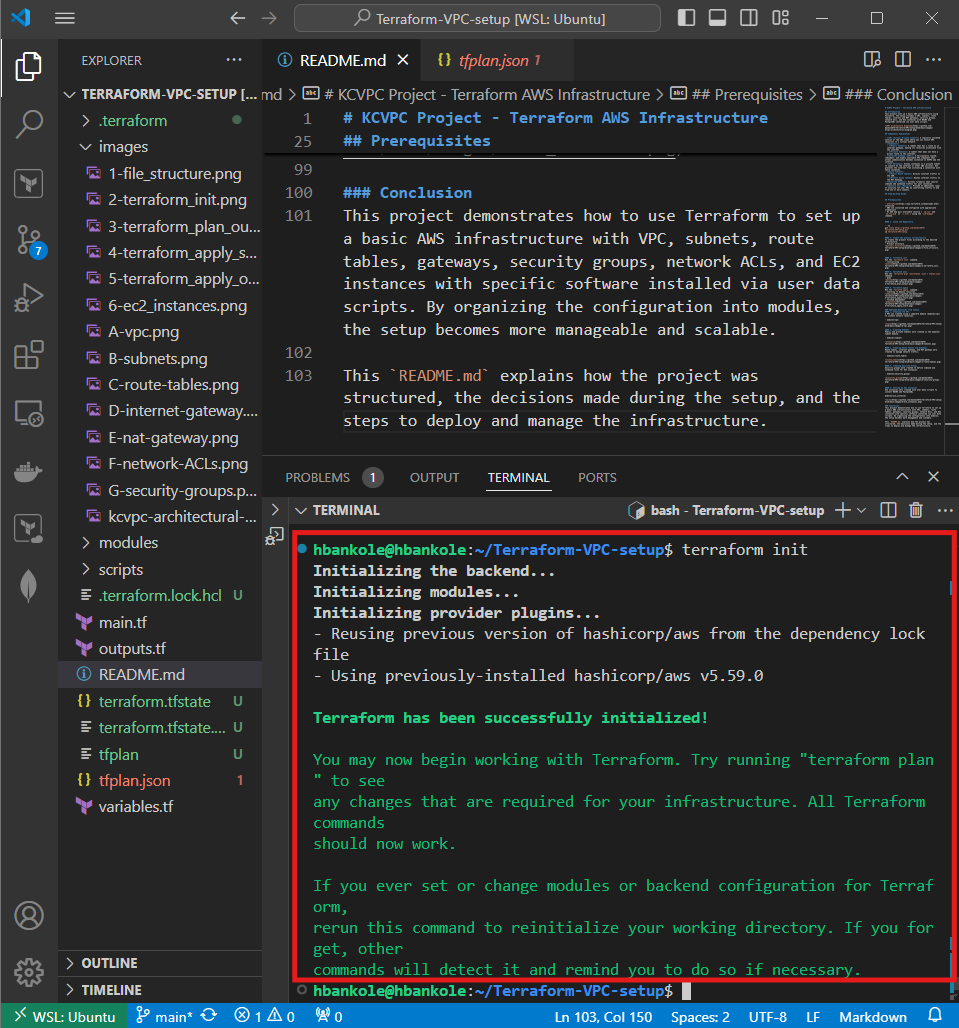 Terraform-VPC-setup [WSL: Ubuntu]
EXPLORER
README.md
{} tfplan.json 1
TERRAFORM-VPC-SETUP [...
md > # KCVPC Project - Terraform AWS Infrastructure > ## Prerequisites > ### Conclusion
.terraform
images
1-file_structure.png
2-terraform_init.png
3-terraform_plan_ou...
4-terraform_apply_s...
5-terraform_apply_o...
6-ec2_instances.png
A-vpc.png
B-subnets.png
C-route-tables.png
D-internet-gateway....
E-nat-gateway.png
F-network-ACLs.png
G-security-groups.p...
kcvpc-architectural-...
modules
scripts
.terraform.lock.hcl U
main.tf
outputs.tf
README.md
{} terraform.tfstate U
terraform.tfstate.... U
tfplan U
{} tfplan.json 1
variables.tf
OUTLINE
TIMELINE
1 # KCVPC Project - Terraform AWS Infrastructure
25 ## Prerequisites
99
100 ### Conclusion
101 This project demonstrates how to use Terraform to set up
a basic AWS infrastructure with VPC, subnets, route
tables, gateways, security groups, network ACLs, and EC2
instances with specific software installed via user data
scripts. By organizing the configuration into modules,
the setup becomes more manageable and scalable.
102
103 This `README.md` explains how the project was
structured, the decisions made during the setup, and the
steps to deploy and manage the infrastructure.
PROBLEMS 1 OUTPUT TERMINAL PORTS
TERMINAL
bash - Terraform-VPC-setup
hbankole@hbankole:~/Terraform-VPC-setup$ terraform init
Initializing the backend...
Initializing modules...
Initializing provider plugins...
- Reusing previous version of hashicorp/aws from the dependency lock
file
- Using previously-installed hashicorp/aws v5.59.0
Terraform has been successfully initialized!
You may now begin working with Terraform. Try running "terraform plan
" to see
any changes that are required for your infrastructure. All Terraform
commands
should now work.
If you ever set or change modules or backend configuration for Terraf
orm,
rerun this command to reinitialize your working directory. If you for
get, other
commands will detect it and remind you to do so if necessary.
hbankole@hbankole:~/Terraform-VPC-setup$
7
WSL: Ubuntu main* 1 0 0 Ln 103, Col 150 Spaces: 2 UTF-8 LF Markdown